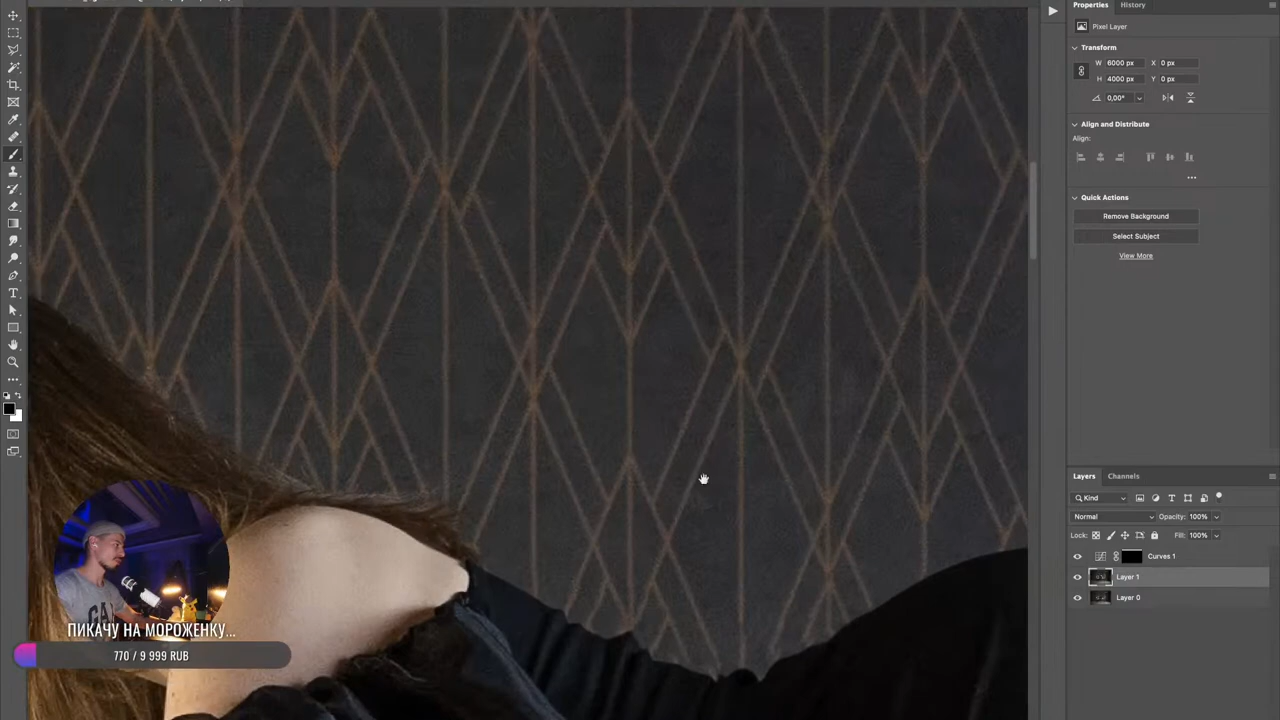 Properties
History
Pixel Layer
Transform
W 6000 px X 0 px
H 4000 px Y 0 px
0,00°
Align and Distribute
Align:
Quick Actions
Remove Background
Select Subject
View More
Layers
Channels
Kind
Normal
Opacity: 100%
Lock:
Fill: 100%
Curves 1
Layer 1
Layer 0
ПИКАЧУ НА МОРОЖЕНКУ...
770 / 9 999 RUB